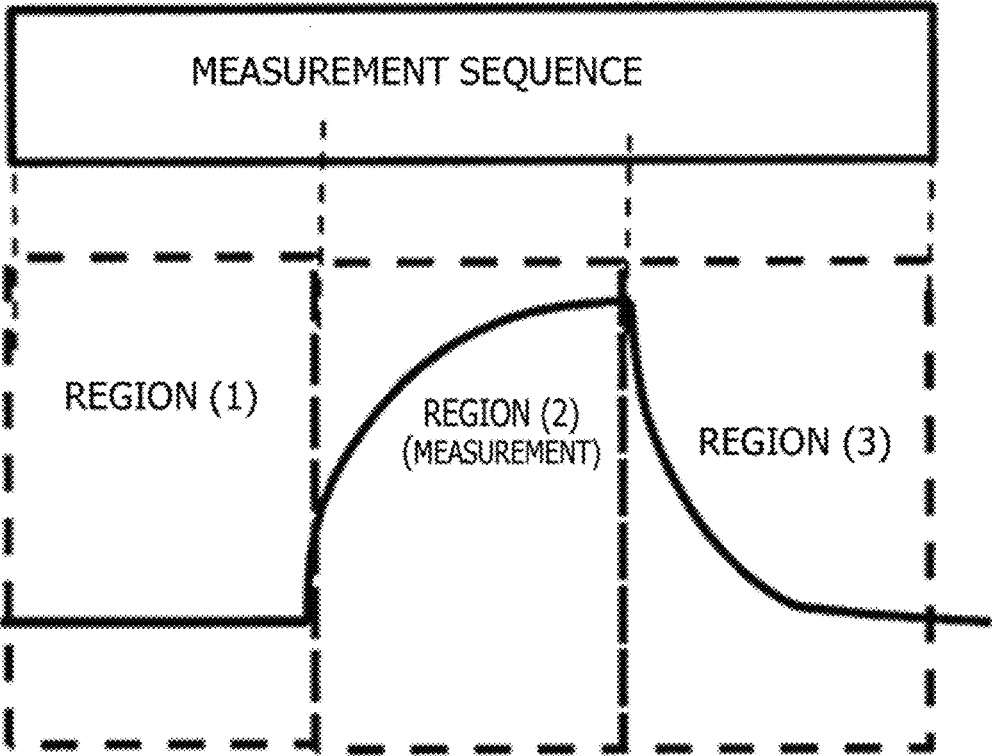 MEASUREMENT SEQUENCE
REGION (1)
REGION (2)
(MEASUREMENT)
REGION (3)